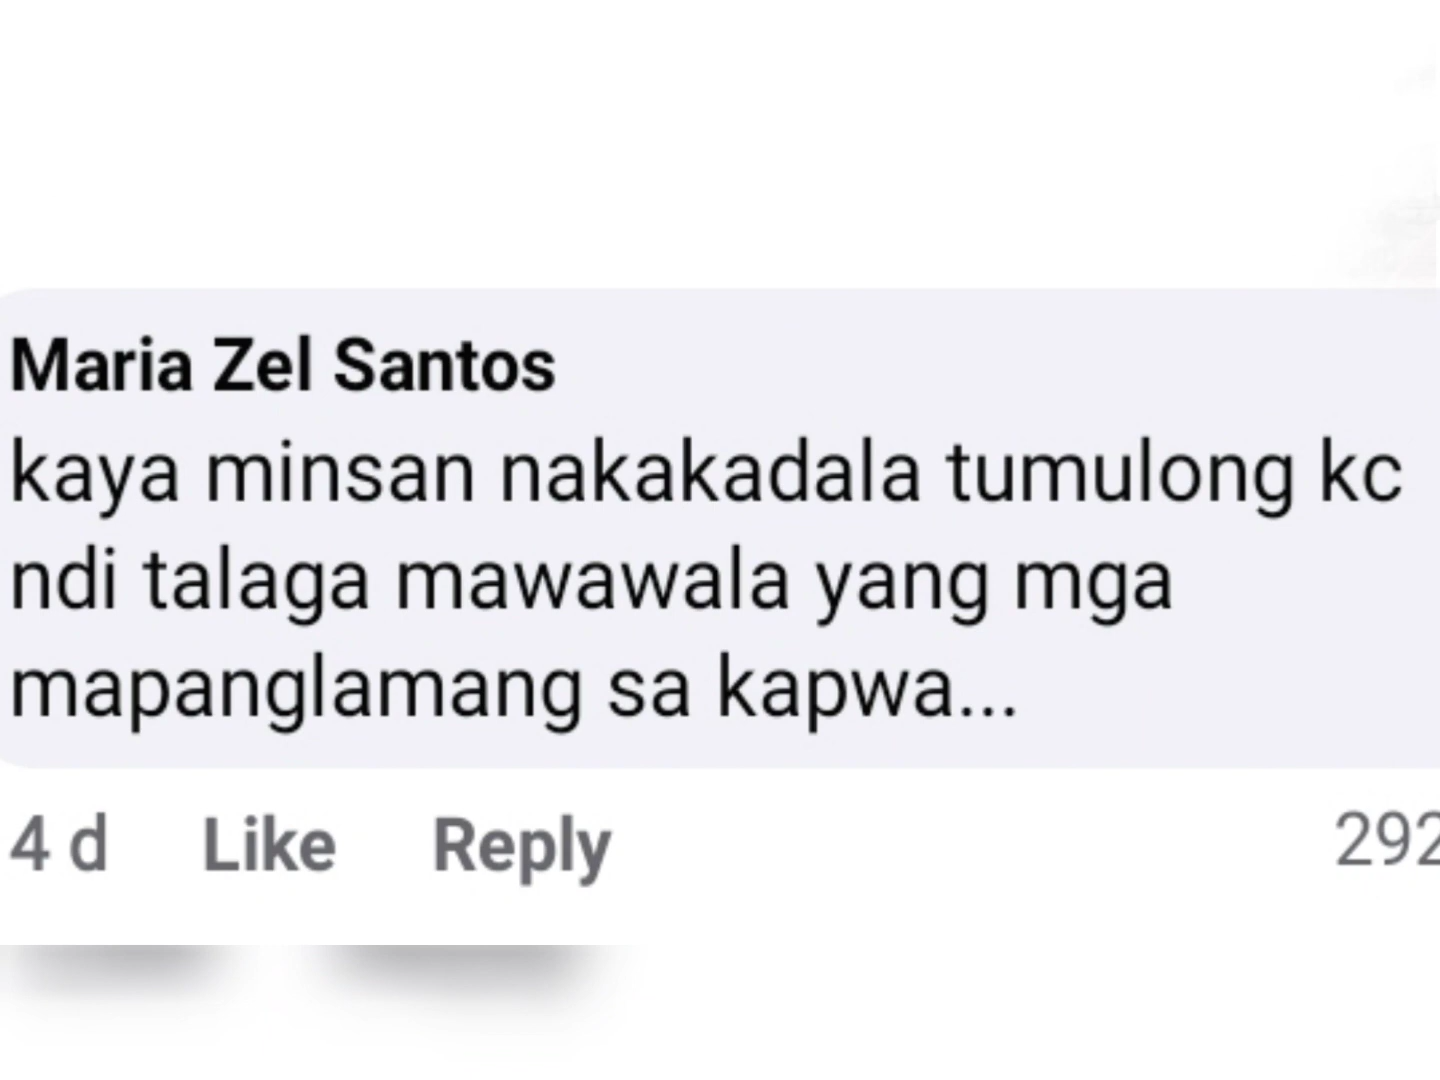 Maria Zel Santos
kaya minsan nakakadala tumulong kc
ndi talaga mawawala yang mga
mapanglamang sa kapwa...
4 d Like Reply 292